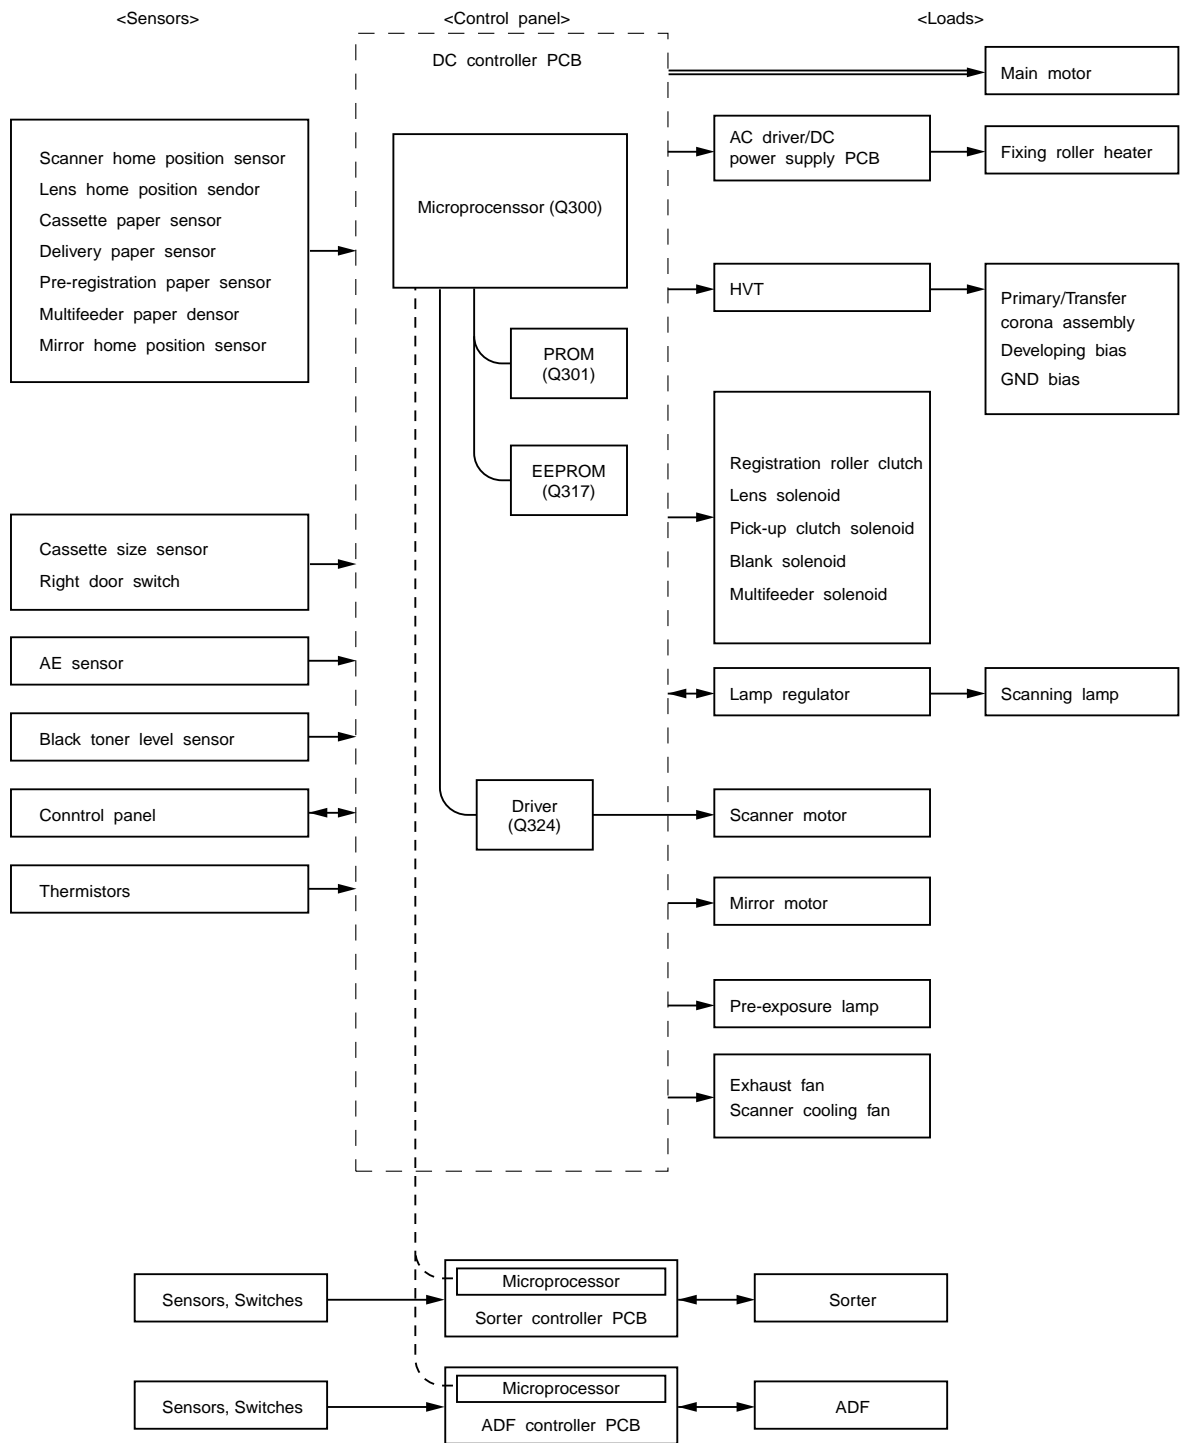 <Sensors>
<Control panel>
<Loads>
DC controller PCB
Main motor
Scanner home position sensor
Lens home position sendor
Cassette paper sensor
Delivery paper sensor
Pre-registration paper sensor
Multifeeder paper densor
Mirror home position sensor
Microprocenssor (Q300)
AC driver/DC
power supply PCB
Fixing roller heater
HVT
Primary/Transfer
corona assembly
Developing bias
GND bias
PROM
(Q301)
EEPROM
(Q317)
Registration roller clutch
Lens solenoid
Pick-up clutch solenoid
Blank solenoid
Multifeeder solenoid
Cassette size sensor
Right door switch
AE sensor
Lamp regulator
Scanning lamp
Black toner level sensor
Conntrol panel
Driver
(Q324)
Scanner motor
Thermistors
Mirror motor
Pre-exposure lamp
Exhaust fan
Scanner cooling fan
Sensors, Switches
Microprocessor
Sorter controller PCB
Sorter
Sensors, Switches
Microprocessor
ADF controller PCB
ADF